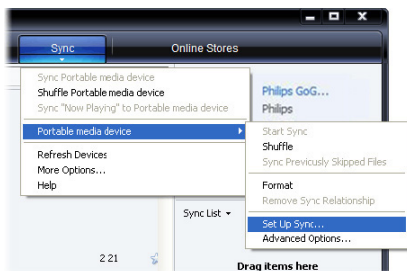 Sync
Online Stores
Sync Portable media device
Shuffle Portable media device
Sync "Now Playing" to Portable media device
Portable media device
Refresh Devices
More Options...
Help
Philips GoG...
Philips
Start Sync
Shuffle
Sync Previously Skipped Files
Format
Remove Sync Relationship
Set Up Sync...
Advanced Options...
Sync List
2 21
Drag items here